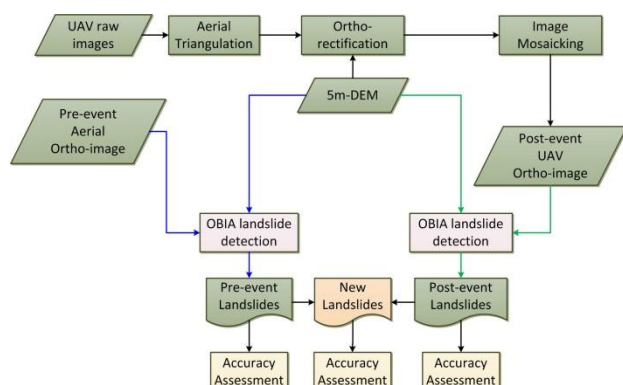 UAV raw
images
Aerial
Triangulation
Ortho-
rectification
Image
Mosaicking
5m-DEM
Pre-event
Aerial
Ortho-image
Post-event
UAV
Ortho-image
OBIA landslide
detection
OBIA landslide
detection
Pre-event
Landslides
New
Landslides
Post-event
Landslides
Accuracy
Assessment
Accuracy
Assessment
Accuracy
Assessment